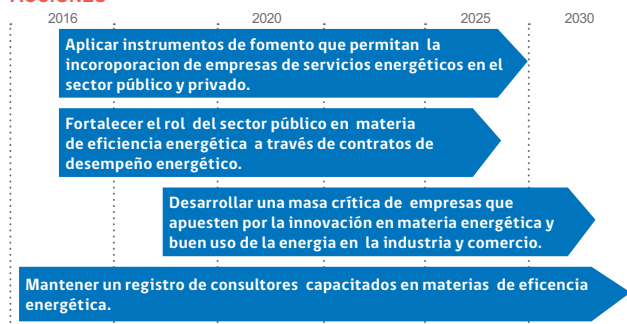 ACCIONES
2016 2020 2025 2030
Aplicar instrumentos de fomento que permitan la
incoroporacion de empresas de servicios energéticos en el
sector público y privado.
Fortalecer el rol del sector público en materia
de eficiencia energética a través de contratos de
desempeño energético.
Desarrollar una masa crítica de empresas que
apuesten por la innovación en materia energética y
buen uso de la energia en la industria y comercio.
Mantener un registro de consultores capacitados en materias de eficencia
energética.